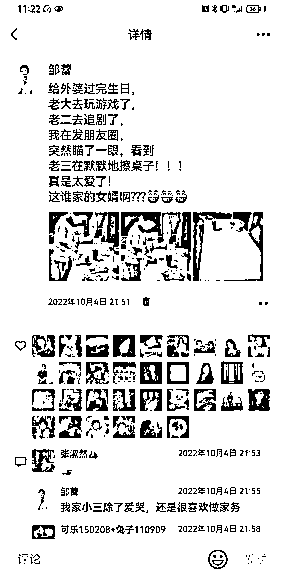 11:22
详情
邹蕾
给外婆过完生日，
老大去玩游戏了，
老二去追剧了，
我在发朋友圈，
突然瞄了一眼，看到
老三在默默地擦桌子！！！
真是太爱了！
这谁家的女婿啊???😂😂😂
2022年10月4日 21:51
张淑然
2022年10月4日 21:53
邹蕾
2022年10月4日 21:55
我家小三除了爱哭，还是很喜欢做家务
可乐150208+兔子110909
2022年10月4日 21:58
评论